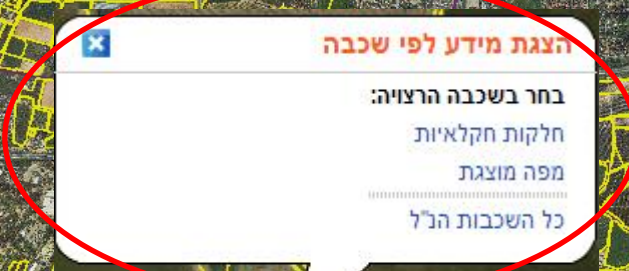 הצגת מידע לפי שכבה
בחר בשכבה הרצויה:
חלקות חקלאיות
מפה מוצגת
כל השכבות הנ"ל